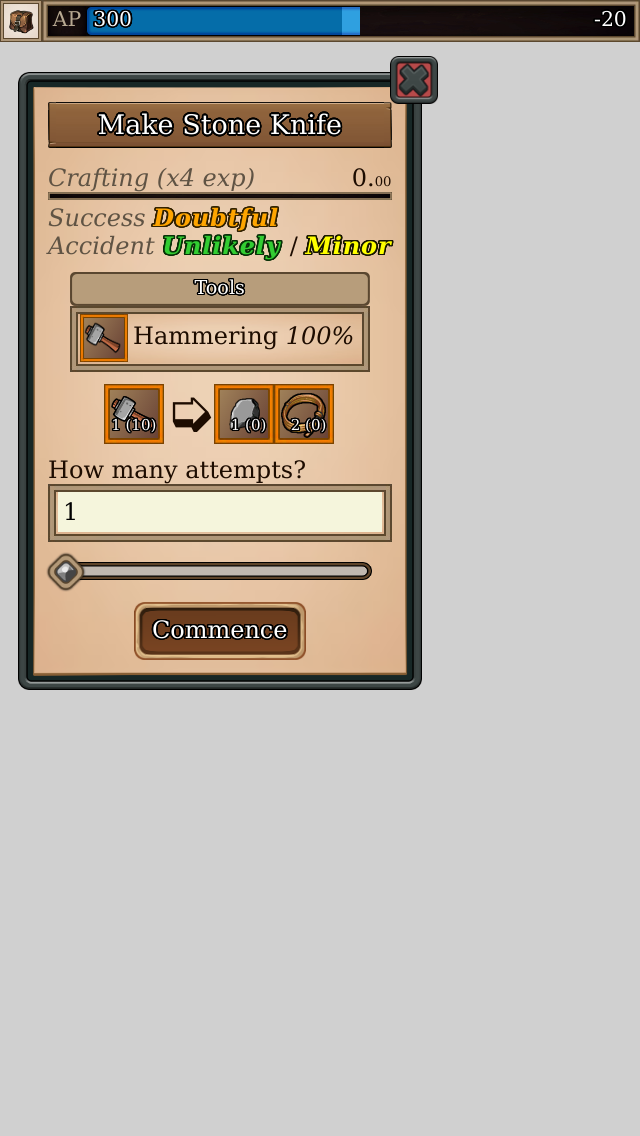 AP 300 -20
Make Stone Knife
Crafting (x4 exp) 0.00
Success Doubtful
Accident Unlikely / Minor
Tools
Hammering 100%
1 (10) 1 (0) 2 (0)
How many attempts?
1
Commence